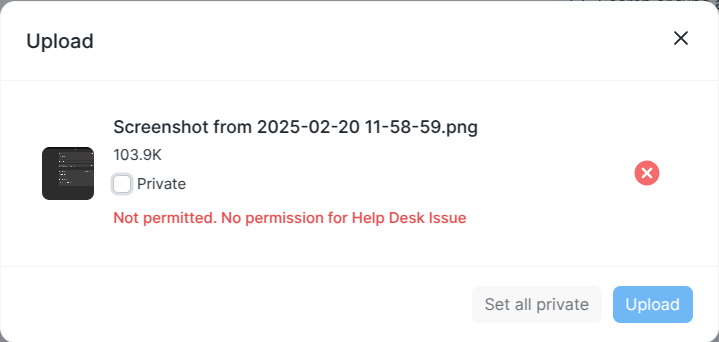 Upload
Screenshot from 2025-02-20 11-58-59.png
103.9K
Private
Not permitted. No permission for Help Desk Issue
Set all private
Upload